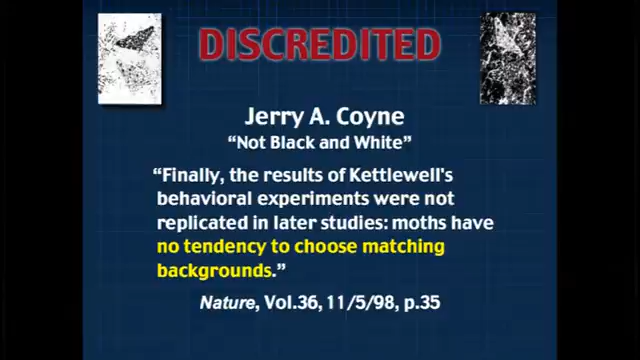 DISCREDITED
Jerry A. Coyne
“Not Black and White”
“Finally, the results of Kettlewell's
behavioral experiments were not
replicated in later studies: moths have
no tendency to choose matching
backgrounds.”
Nature, Vol.36, 11/5/98, p.35